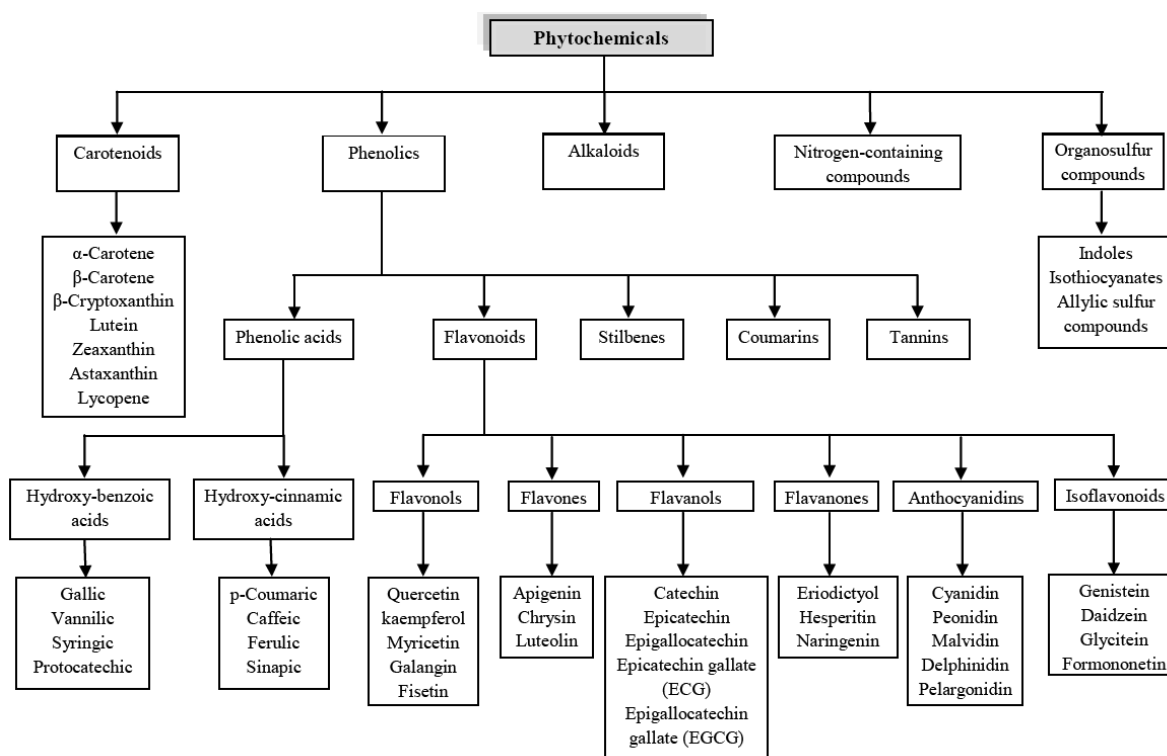 Phytochemicals
Carotenoids
Phenolics
Alkaloids
Nitrogen-containing
compounds
Organosulfur
compounds
α-Carotene
β-Carotene
β-Cryptoxanthin
Lutein
Zeaxanthin
Astaxanthin
Lycopene
Indoles
Isothiocyanates
Allylic sulfur
compounds
Phenolic acids
Flavonoids
Stilbenes
Coumarins
Tannins
Hydroxy-benzoic
acids
Hydroxy-cinnamic
acids
Flavonols
Flavones
Flavanols
Flavanones
Anthocyanidins
Isoflavonoids
Gallic
Vannilic
Syringic
Protocatechic
p-Coumaric
Caffeic
Ferulic
Sinapic
Quercetin
kaempferol
Myricetin
Galangin
Fisetin
Apigenin
Chrysin
Luteolin
Catechin
Epicatechin
Epigallocatechin
Epicatechin gallate
(ECG)
Epigallocatechin
gallate (EGCG)
Eriodictyol
Hesperitin
Naringenin
Cyanidin
Peonidin
Malvidin
Delphinidin
Pelargonidin
Genistein
Daidzein
Glycitein
Formononetin